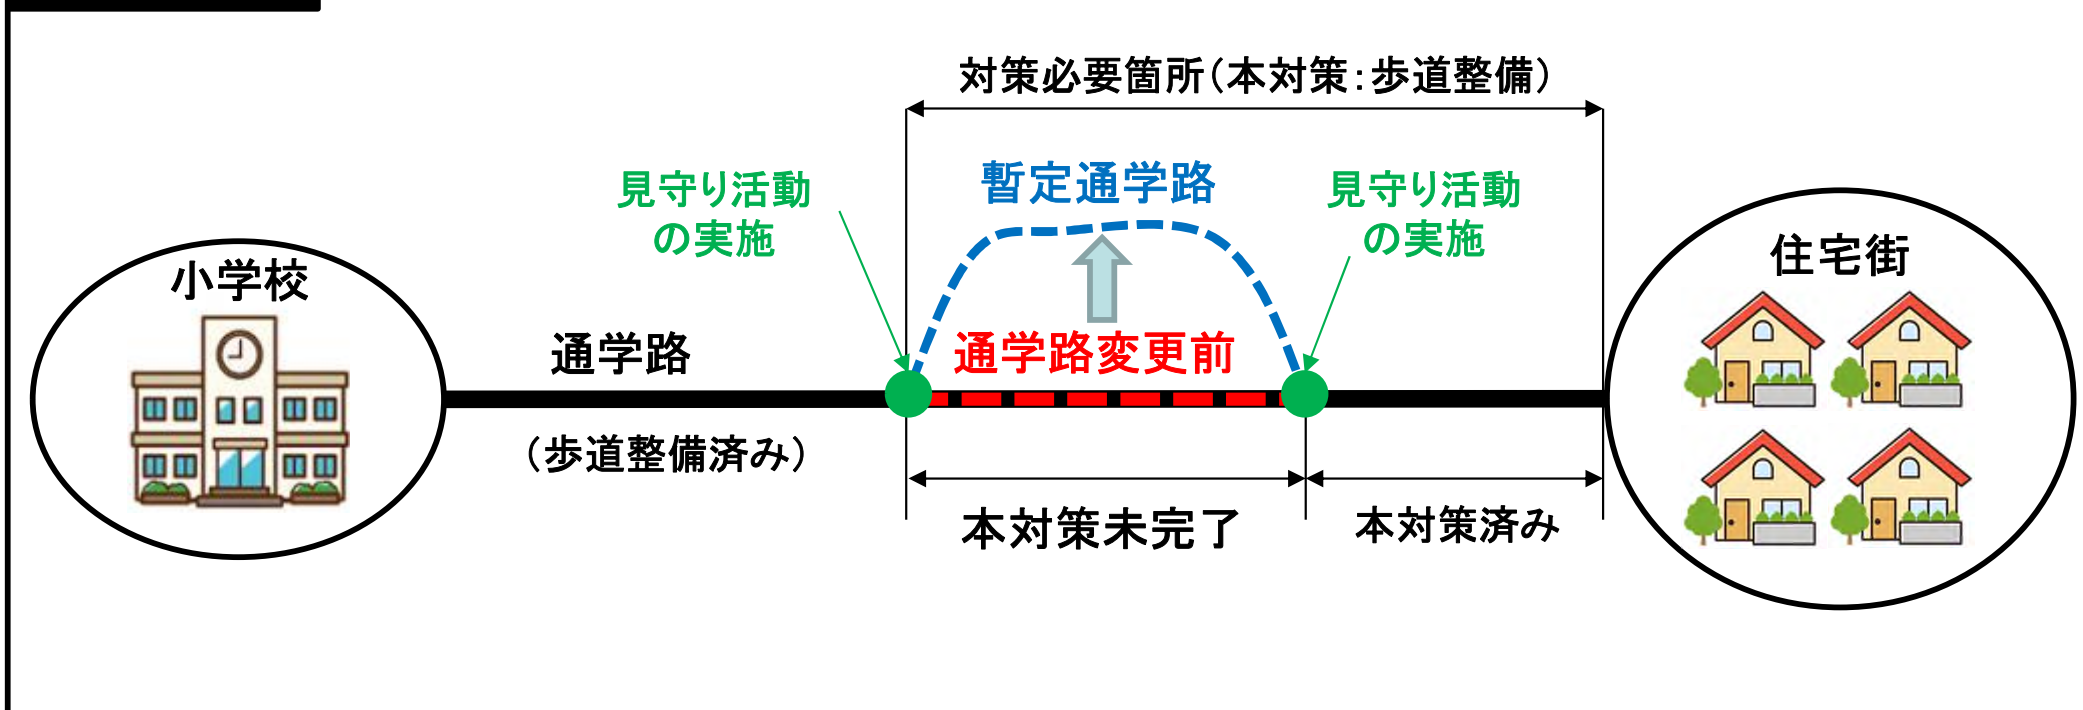 対策必要箇所（本対策：歩道整備）
見守り活動
の実施
暫定通学路
見守り活動
の実施
小学校
住宅街
通学路
通学路変更前
（歩道整備済み）
本対策未完了
本対策済み